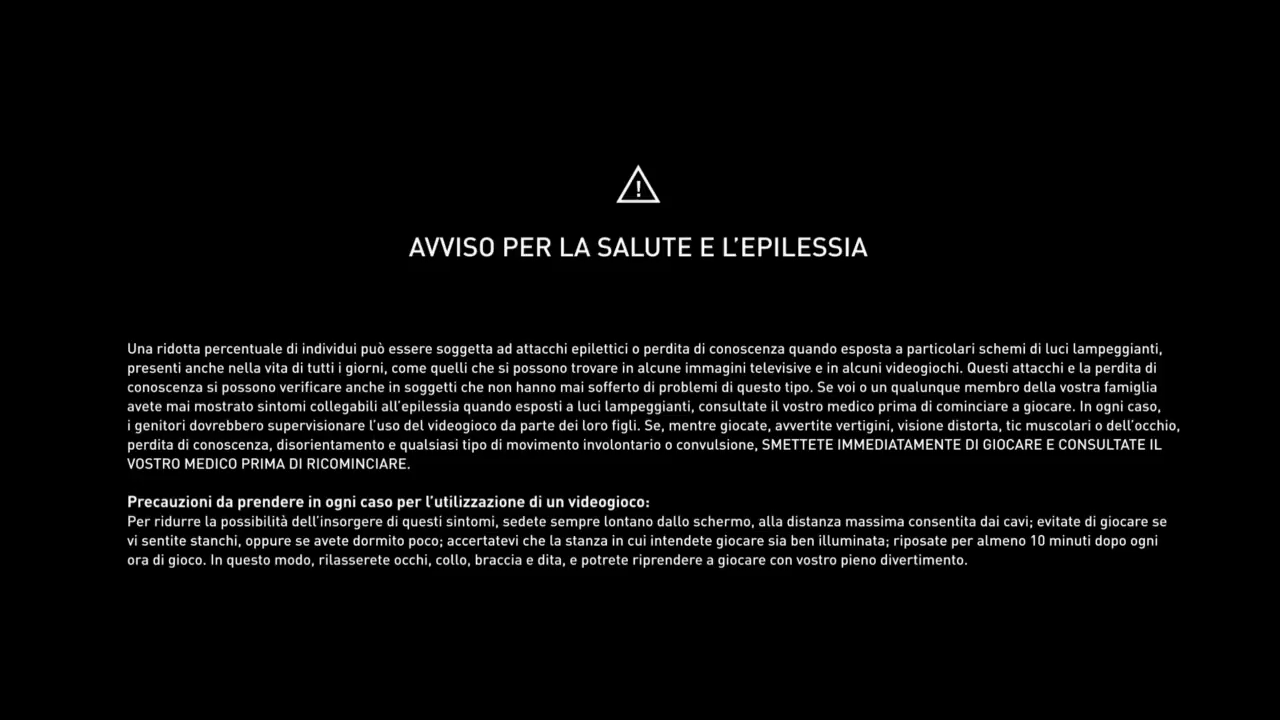 AVVISO PER LA SALUTE E L'EPILESSIA
Una ridotta percentuale di individui può essere soggetta ad attacchi epilettici o perdita di conoscenza quando esposta a particolari schemi di luci lampeggianti,
presenti anche nella vita di tutti i giorni, come quelli che si possono trovare in alcune immagini televisive e in alcuni videogiochi. Questi attacchi e la perdita di
conoscenza si possono verificare anche in soggetti che non hanno mai sofferto di problemi di questo tipo. Se voi o un qualunque membro della vostra famiglia
avete mai mostrato sintomi collegabili all'epilessia quando esposti a luci lampeggianti, consultate il vostro medico prima di cominciare a giocare. In ogni caso,
i genitori dovrebbero supervisionare l'uso del videogioco da parte dei loro figli. Se, mentre giocate, avvertite vertigini, visione distorta, tic muscolari o dell'occhio,
perdita di conoscenza, disorientamento e qualsiasi tipo di movimento involontario o convulsione, SMETTETE IMMEDIATAMENTE DI GIOCARE E CONSULTATE IL
VOSTRO MEDICO PRIMA DI RICOMINCIARE.
Precauzioni da prendere in ogni caso per l'utilizzazione di un videogioco:
Per ridurre la possibilità dell'insorgere di questi sintomi, sedete sempre lontano dallo schermo, alla distanza massima consentita dai cavi; evitate di giocare se
vi sentite stanchi, oppure se avete dormito poco; accertatevi che la stanza in cui intendete giocare sia ben illuminata; riposate per almeno 10 minuti dopo ogni
ora di gioco. In questo modo, rilasserete occhi, collo, braccia e dita, e potrete riprendere a giocare con vostro pieno divertimento.